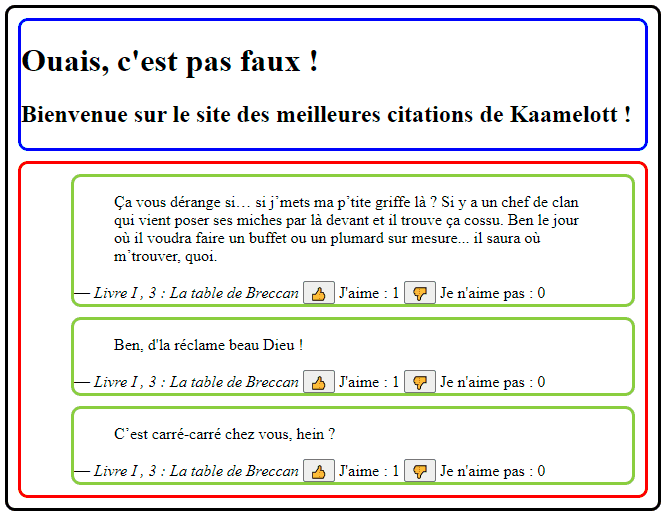 Ouais, c'est pas faux !
Bienvenue sur le site des meilleures citations de Kaamelott !
Ça vous dérange si… si j’mets ma p’tite griffe là ? Si y a un chef de clan
qui vient poser ses miches par là devant et il trouve ça cossu. Ben le jour
où il voudra faire un buffet ou un plumard sur mesure... il saura où
m’trouver, quoi.
— Livre I , 3 : La table de Breccan 👍 J'aime : 1 👎 Je n'aime pas : 0
Ben, d'la réclame beau Dieu !
— Livre I , 3 : La table de Breccan 👍 J'aime : 1 👎 Je n'aime pas : 0
C’est carré-carré chez vous, hein ?
— Livre I , 3 : La table de Breccan 👍 J'aime : 1 👎 Je n'aime pas : 0